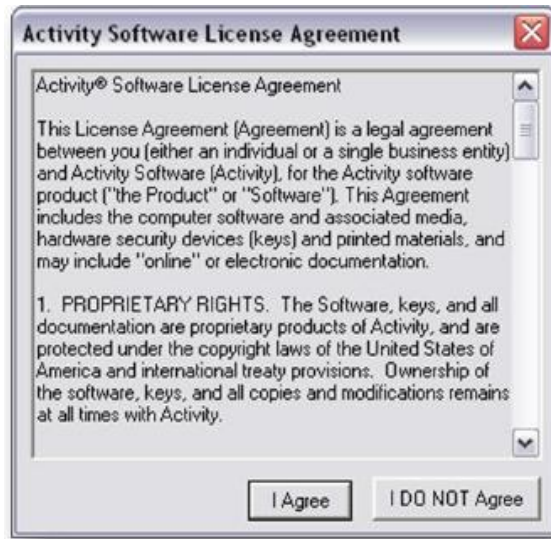 Activity Software License Agreement
Activity® Software License Agreement
This License Agreement (Agreement) is a legal agreement
between you (either an individual or a single business entity)
and Activity Software (Activity), for the Activity software
product ("the Product" or "Software"). This Agreement
includes the computer software and associated media,
hardware security devices (keys) and printed materials, and
may include "online" or electronic documentation.
1. PROPRIETARY RIGHTS. The Software, keys, and all
documentation are proprietary products of Activity, and are
protected under the copyright laws of the United States of
America and international treaty provisions. Ownership of
the software, keys, and all copies and modifications remains
at all times with Activity.
I Agree
I DO NOT Agree